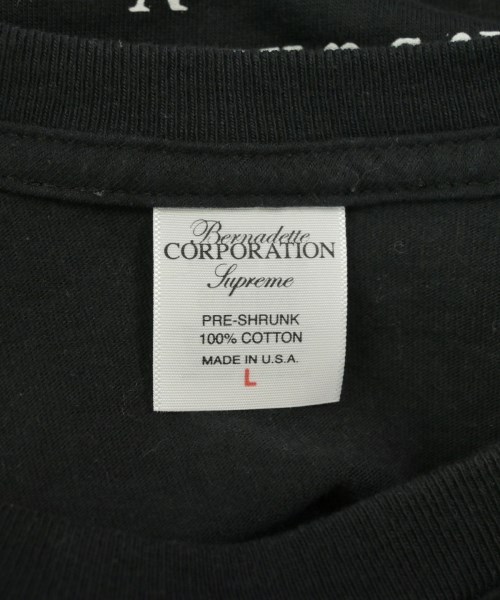 Bernadette
CORPORATION
Supreme
PRE-SHRUNK
100% COTTON
MADE IN U.S.A.
L